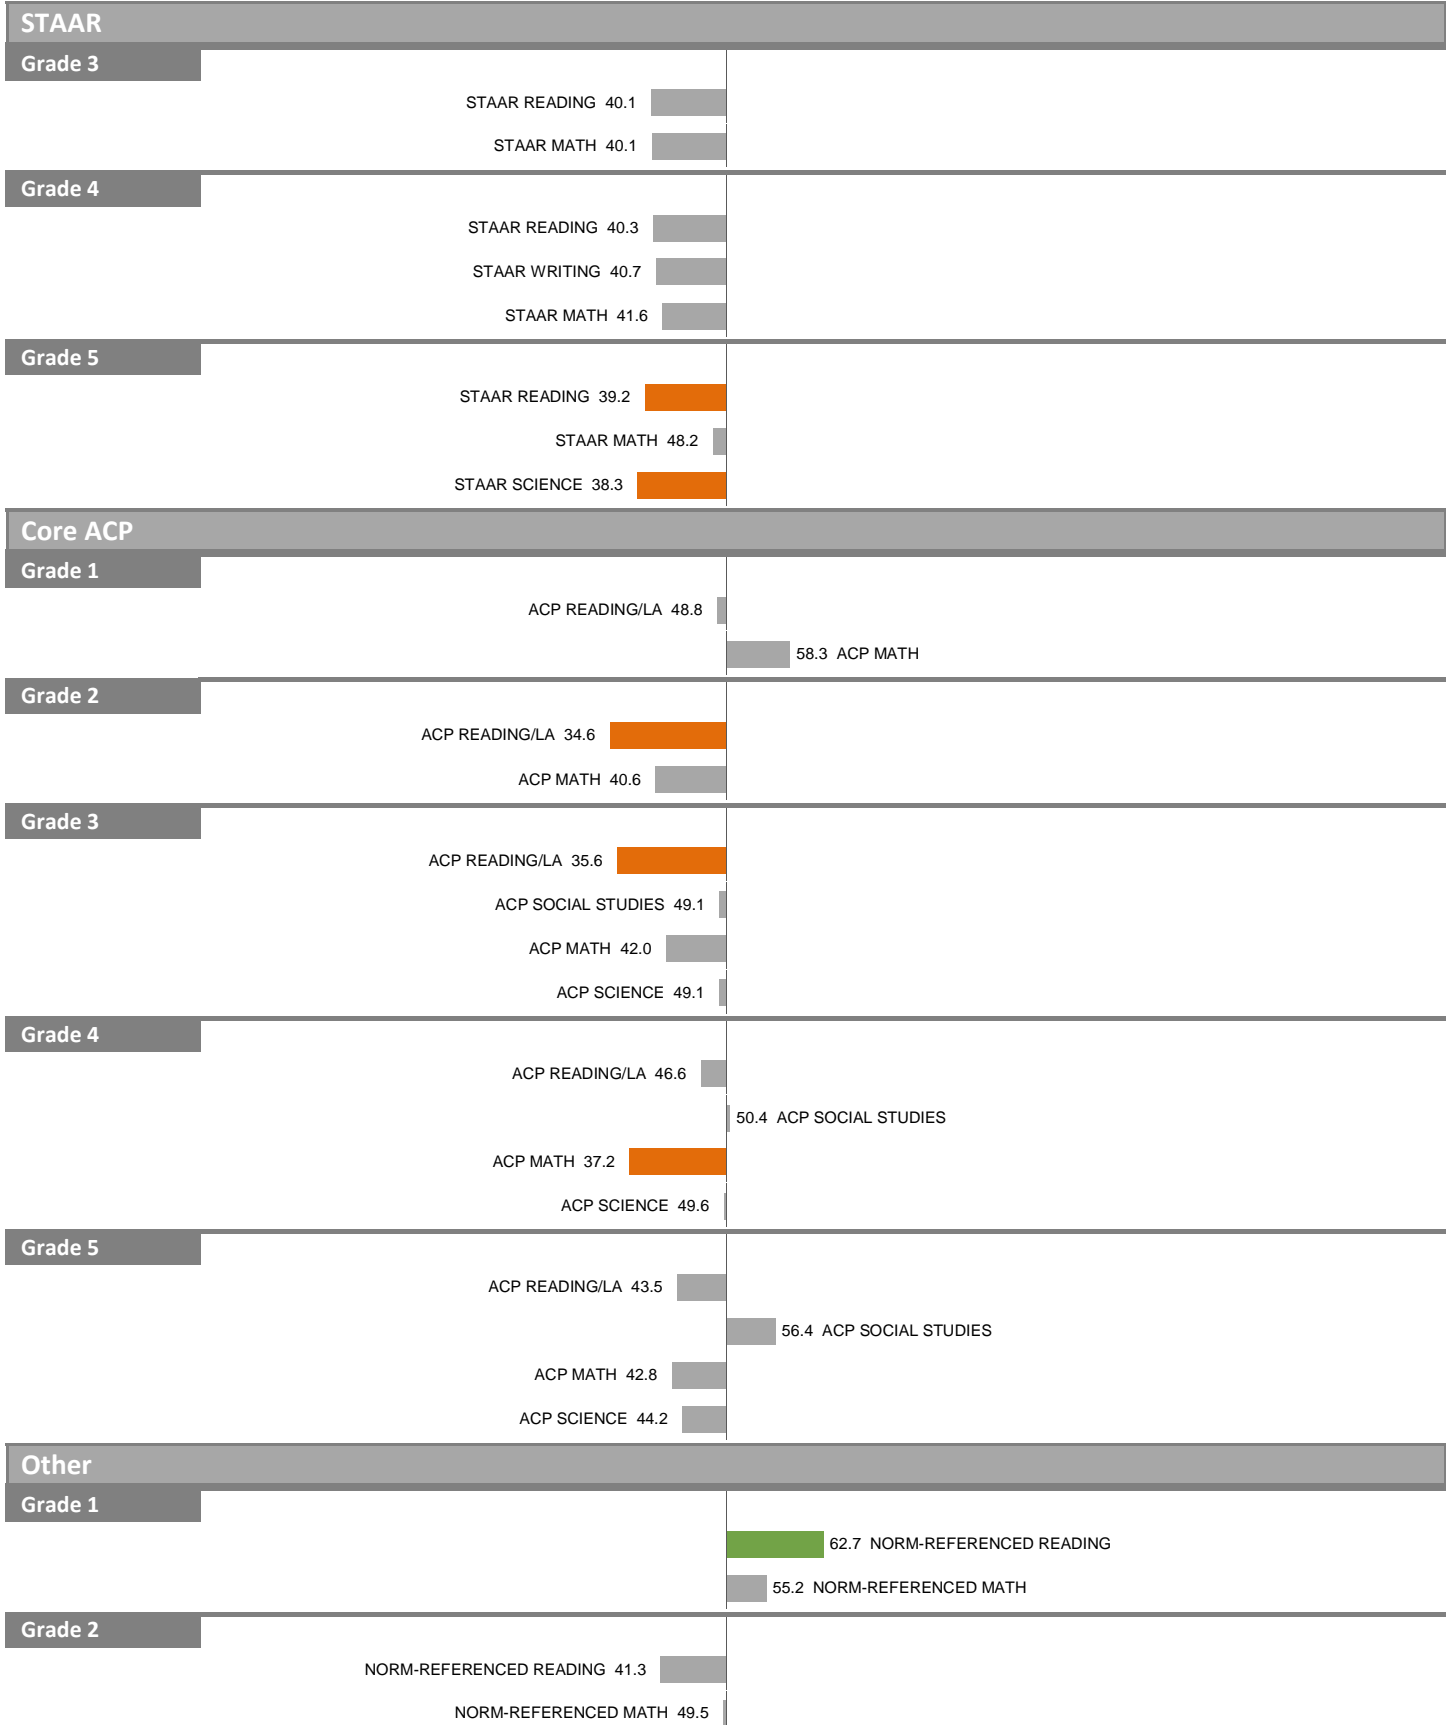 STAAR
Grade 3
STAAR READING 40.1
STAAR MATH 40.1
Grade 4
STAAR READING 40.3
STAAR WRITING 40.7
STAAR MATH 41.6
Grade 5
STAAR READING 39.2
STAAR MATH 48.2
STAAR SCIENCE 38.3
Core ACP
Grade 1
ACP READING/LA 48.8
58.3 ACP MATH
Grade 2
ACP READING/LA 34.6
ACP MATH 40.6
Grade 3
ACP READING/LA 35.6
ACP SOCIAL STUDIES 49.1
ACP MATH 42.0
ACP SCIENCE 49.1
Grade 4
ACP READING/LA 46.6
50.4 ACP SOCIAL STUDIES
ACP MATH 37.2
ACP SCIENCE 49.6
Grade 5
ACP READING/LA 43.5
56.4 ACP SOCIAL STUDIES
ACP MATH 42.8
ACP SCIENCE 44.2
Other
Grade 1
62.7 NORM-REFERENCED READING
55.2 NORM-REFERENCED MATH
Grade 2
NORM-REFERENCED READING 41.3
NORM-REFERENCED MATH 49.5